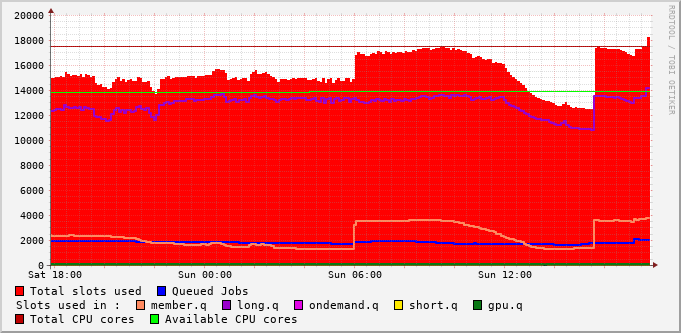 RRDTOOL / TOBI OETIKER
20000
18000
16000
14000
12000
10000
8000
6000
4000
2000
0
Sat 18:00 Sun 00:00 Sun 06:00 Sun 12:00
Total slots used Queued Jobs
Slots used in : member.q long.q ondemand.q short.q gpu.q
Total CPU cores Available CPU cores